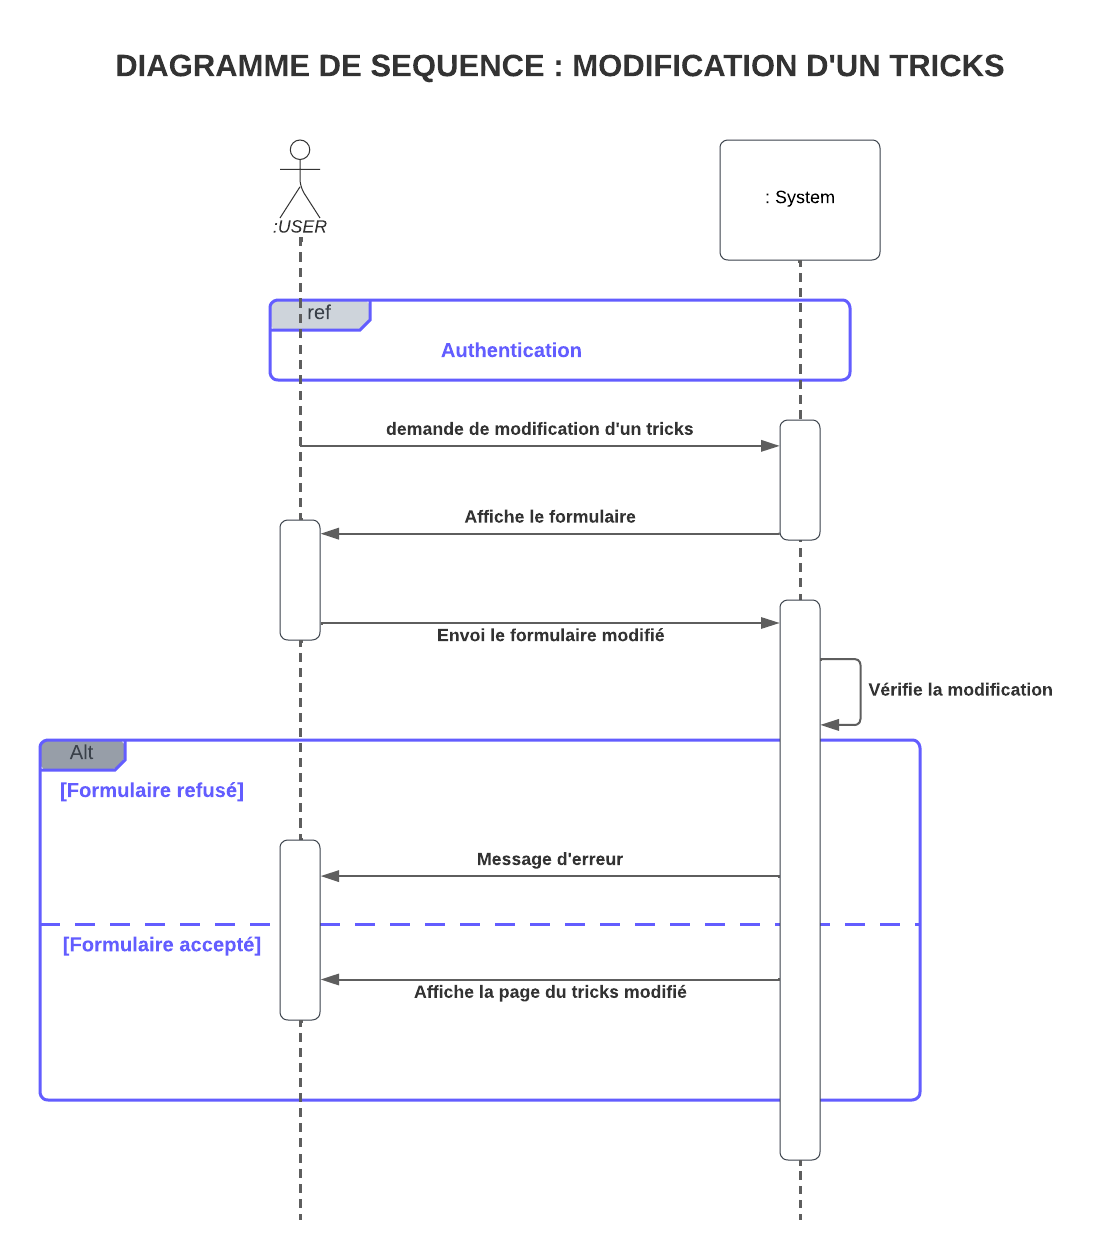 DIAGRAMME DE SEQUENCE : MODIFICATION D'UN TRICKS
:USER
: System
ref
Authentication
demande de modification d'un tricks
Affiche le formulaire
Envoi le formulaire modifié
Vérifie la modification
Alt
[Formulaire refusé]
Message d'erreur
[Formulaire accepté]
Affiche la page du tricks modifié